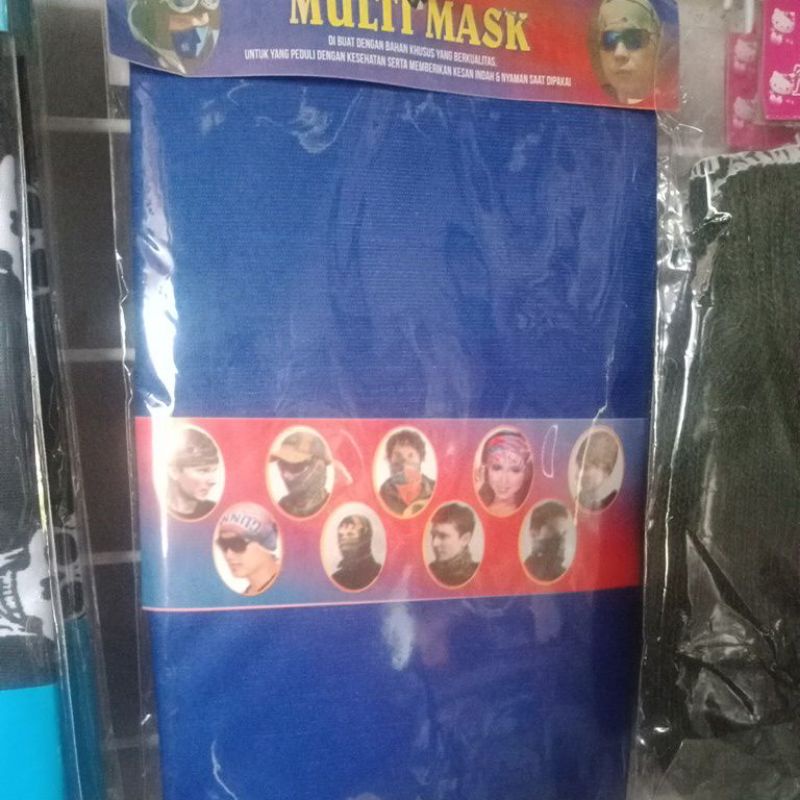 MULTI MASK
DI BUAT DENGAN BAHAN KHUSUS YANG BERKUALITAS,
UNTUK YANG PEDULI DENGAN KESEHATAN SERTA MEMBERIKAN KESAN INDAH & NYAMAN SAAT DIPAKAI